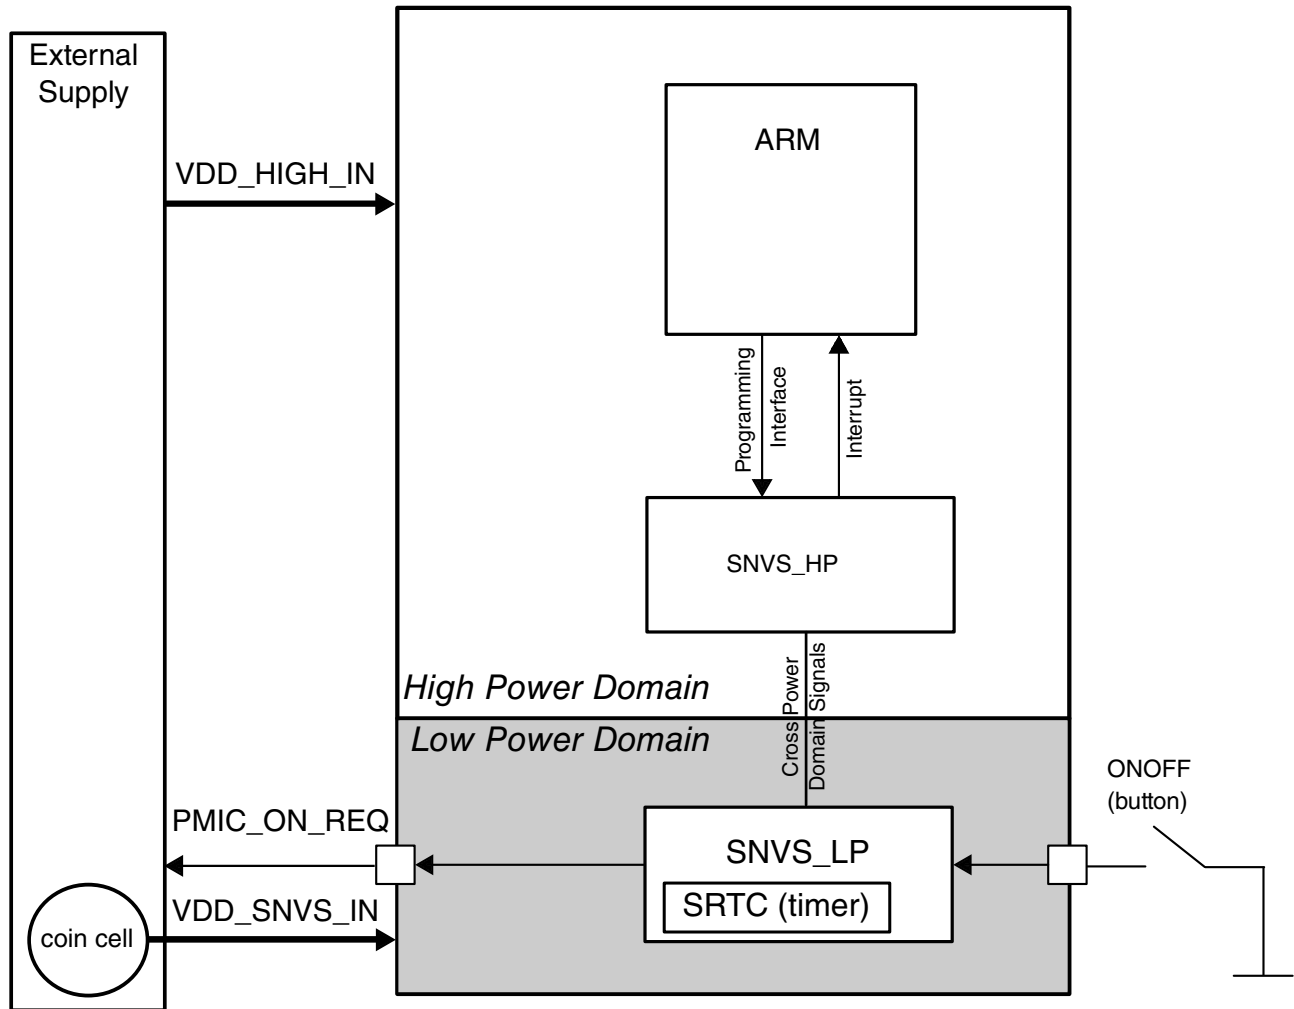 External
Supply
VDD_HIGH_IN
ARM
Programming
Interface
Interrupt
SNVS_HP
Cross Power
Domain Signals
High Power Domain
Low Power Domain
ONOFF
(button)
PMIC_ON_REQ
SNVS_LP
SRTC (timer)
VDD_SNVS_IN
coin cell